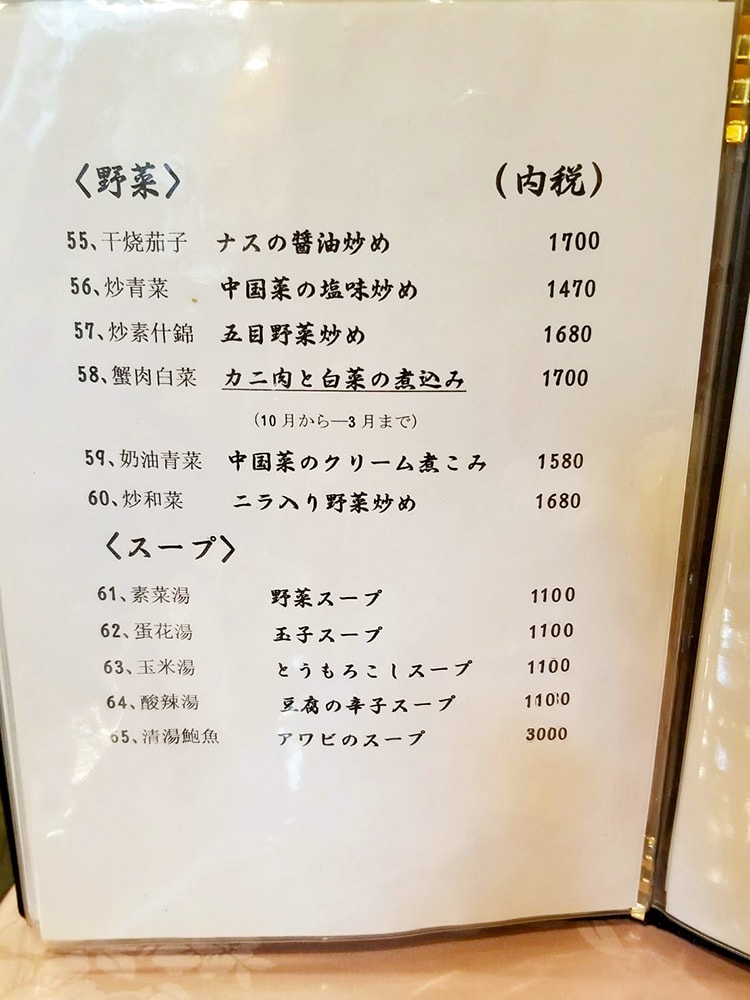 〈野菜〉 (内税)
55、干烧茄子 ナスの醤油炒め 1700
56、炒青菜 中国菜の塩味炒め 1470
57、炒素什錦 五目野菜炒め 1680
58、蟹肉白菜 カニ肉と白菜の煮込み 1700
(10月から―3月まで)
59、奶油青菜 中国菜のクリーム煮こみ 1580
60、炒和菜 ニラ入り野菜炒め 1680
〈スープ〉
61、素菜湯 野菜スープ 1100
62、蛋花湯 玉子スープ 1100
63、玉米湯 とうもろこしスープ 1100
64、酸辣湯 豆腐の辛子スープ 1100
65、清湯鮑魚 アワビのスープ 3000